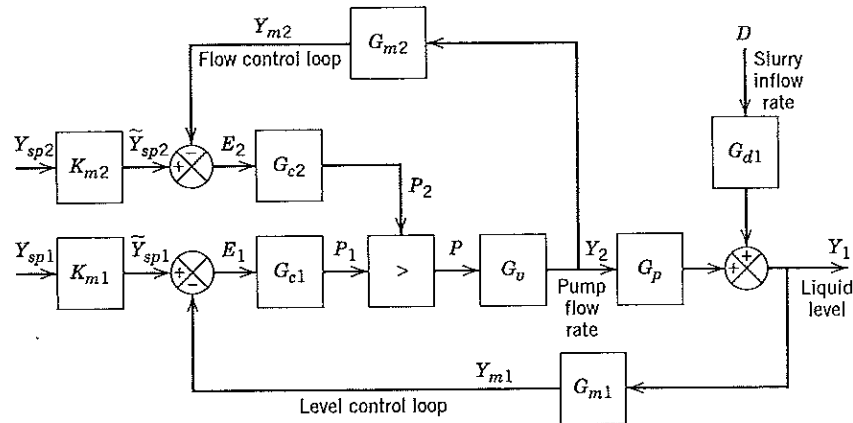 Y_m2
G_m2
Flow control loop
D
Slurry
inflow
rate
Y_sp2
K_m2
Ỹ_sp2
+
−
E_2
G_c2
P_2
G_d1
Y_sp1
K_m1
Ỹ_sp1
+
−
E_1
G_c1
P_1
>
P
G_v
Y_2
Pump
flow
rate
G_p
+
+
Y_1
Liquid
level
Y_m1
G_m1
Level control loop